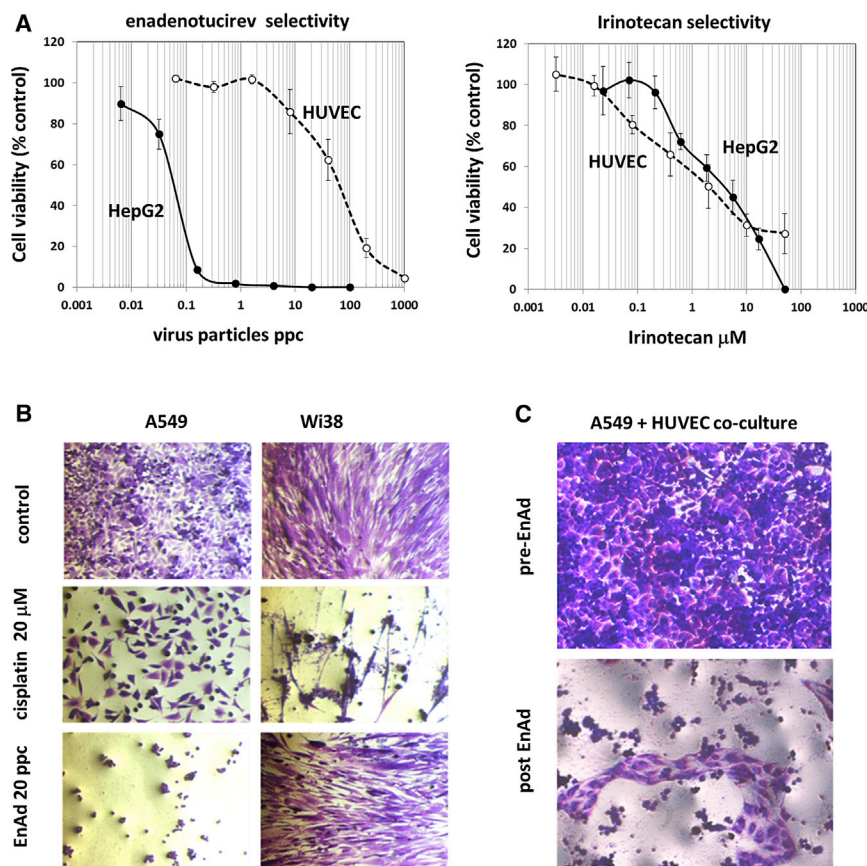 A
enadenotucirev selectivity
Cell viability (% control)
120
100
80
60
40
20
0
HUVEC
HepG2
0.001
0.1
1
10
100
1000
virus particles ppc
Irinotecan selectivity
Cell viability (% control)
120
100
80
60
40
20
0
HUVEC
HepG2
0.001
0.01
0.1
1
10
100
1000
Irinotecan μM
B
A549
Wi38
control
cisplatin 20 μM
EnAd 20 ppc
C
A549 + HUVEC co-culture
pre-EnAd
post EnAd